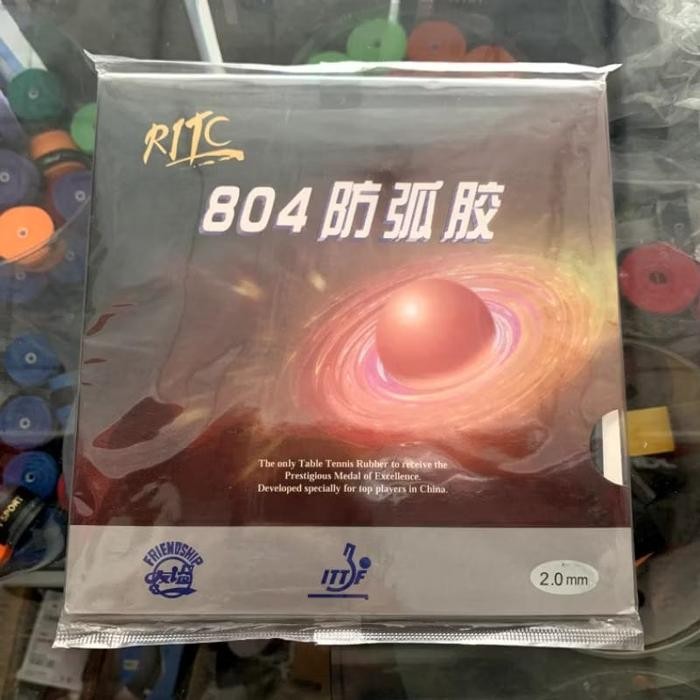 RITC
804 防弧胶
The only Table Tennis Rubber to receive the
Prestigious Medal of Excellence.
Developed specially for top players in China.
FRIENDSHIP
友谊
ITTF
2.0 mm
SPORT